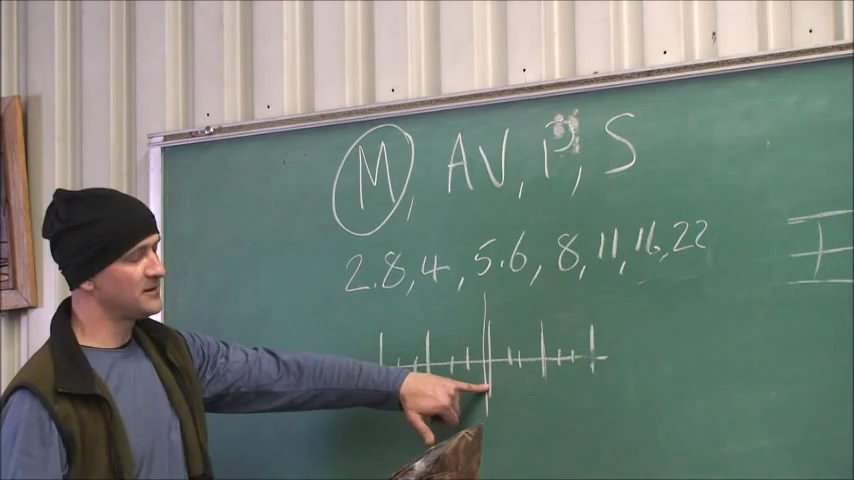 M, AV, P, S
2.8, 4, 5.6, 8, 11, 16, 22
I